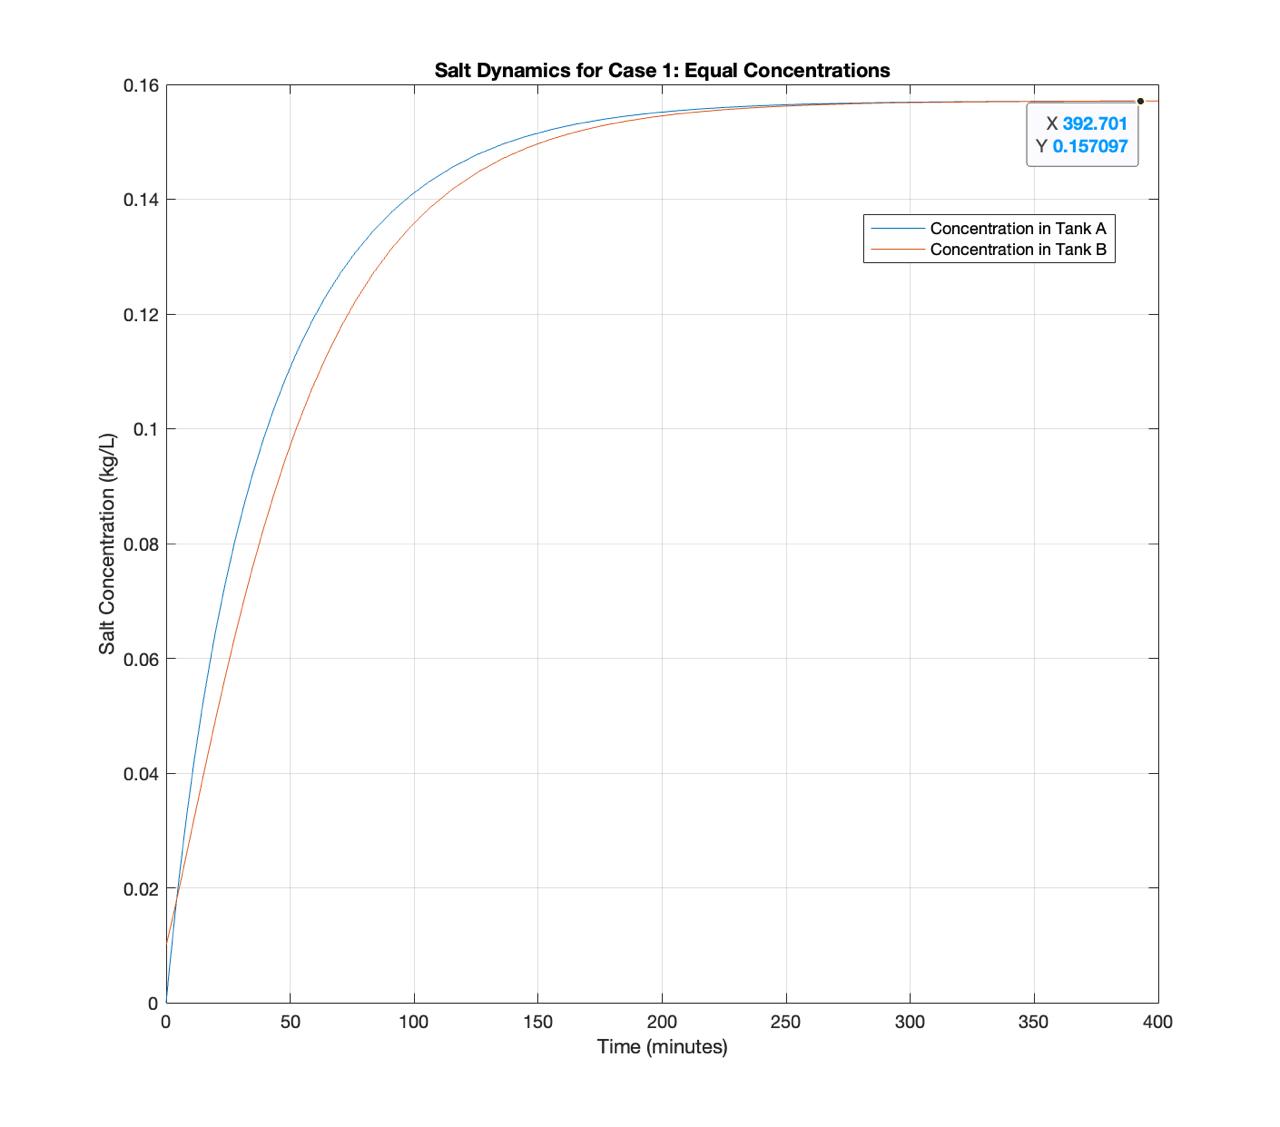 Salt Dynamics for Case 1: Equal Concentrations
0.16
X 392.701
Y 0.157097
0.14
Concentration in Tank A
Concentration in Tank B
0.12
0.1
Salt Concentration (kg/L)
0.08
0.06
0.04
0.02
0
0 50 100 150 200 250 300 350 400
Time (minutes)